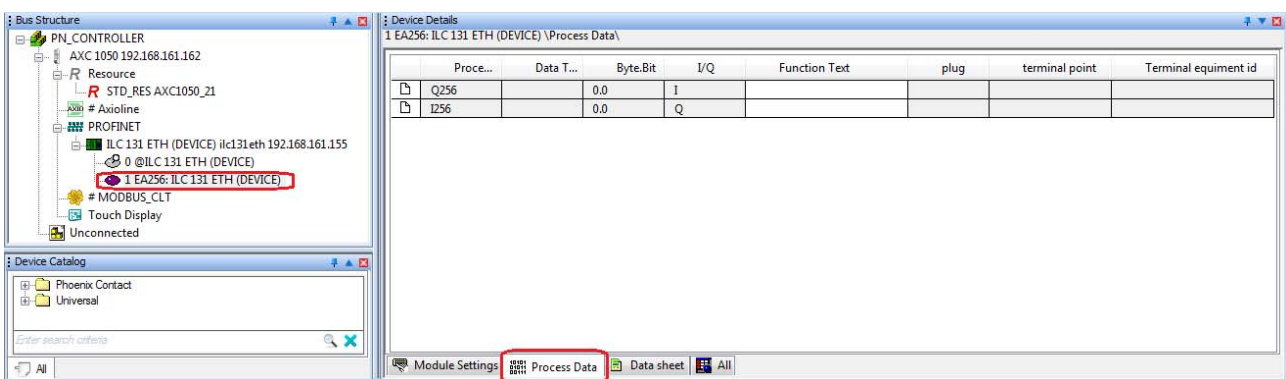 Bus Structure
PN_CONTROLLER
AXC 1050 192.168.161.162
R Resource
R STD_RES AXC1050_21
AXIO # Axioline
PROFINET
ILC 131 ETH (DEVICE) ilc131eth 192.168.161.155
0 @ILC 131 ETH (DEVICE)
1 EA256: ILC 131 ETH (DEVICE)
# MODBUS_CLT
Touch Display
Unconnected
Device Catalog
Phoenix Contact
Universal
Enter search criteria
All
Device Details
1 EA256: ILC 131 ETH (DEVICE) \Process Data\
Proce... Data T... Byte.Bit I/Q Function Text plug terminal point Terminal equiment id
Q256 0.0 I
I256 0.0 Q
Module Settings Process Data Data sheet All